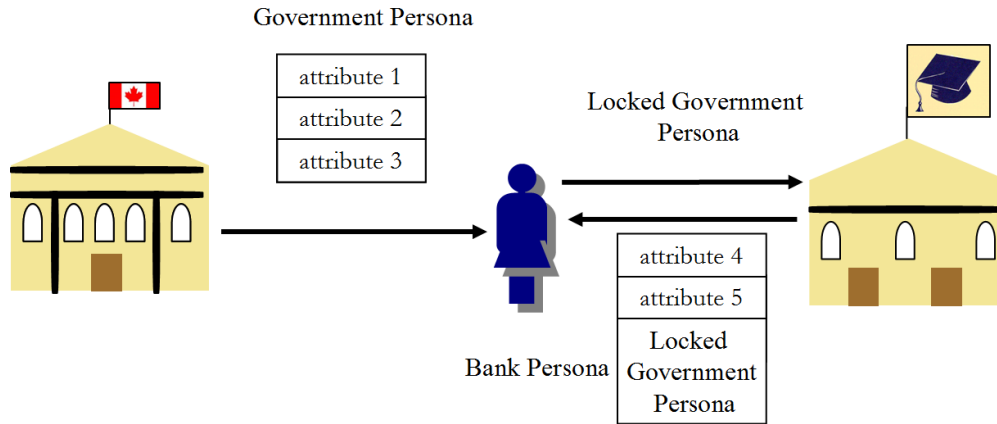 Government Persona
attribute 1
attribute 2
attribute 3
Locked Government
Persona
attribute 4
attribute 5
Locked
Government
Persona
Bank Persona